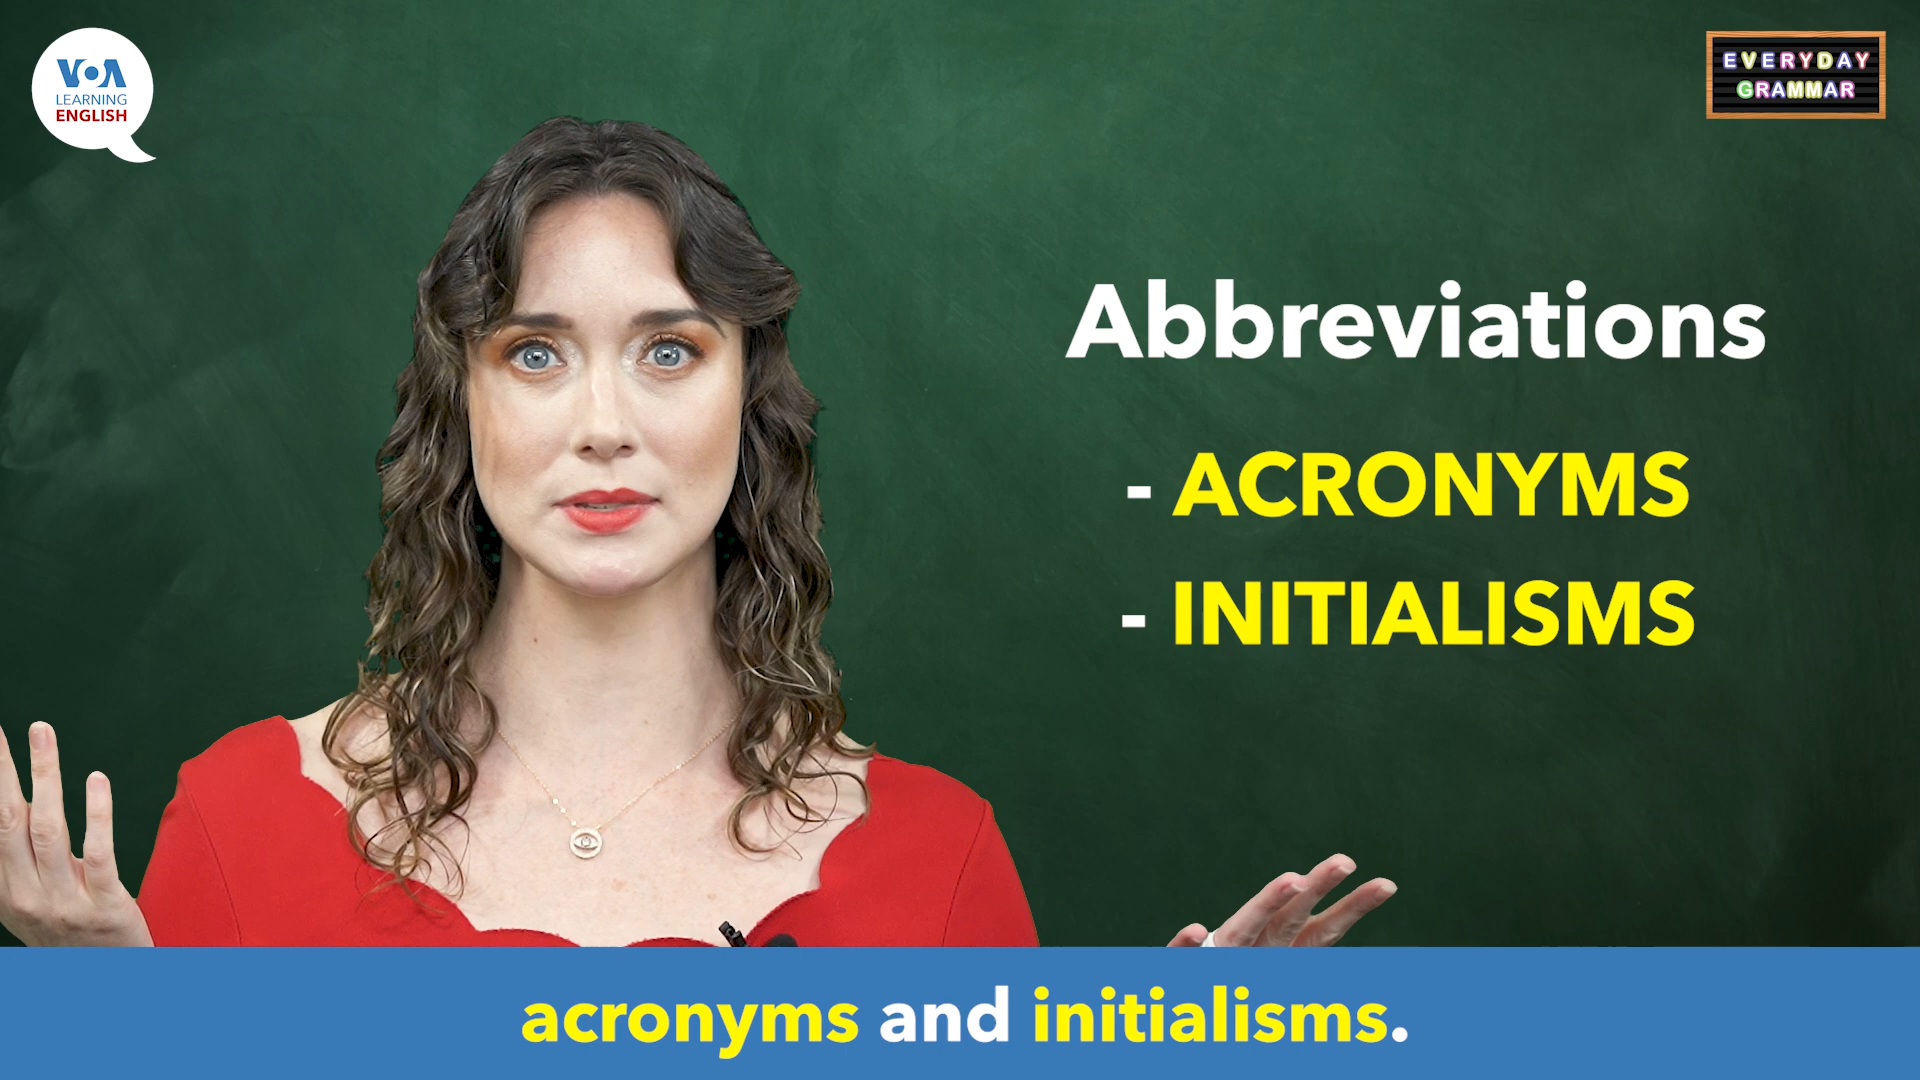 VOA
LEARNING
ENGLISH
EVERYDAY
GRAMMAR
Abbreviations
- ACRONYMS
- INITIALISMS
acronyms and initialisms.